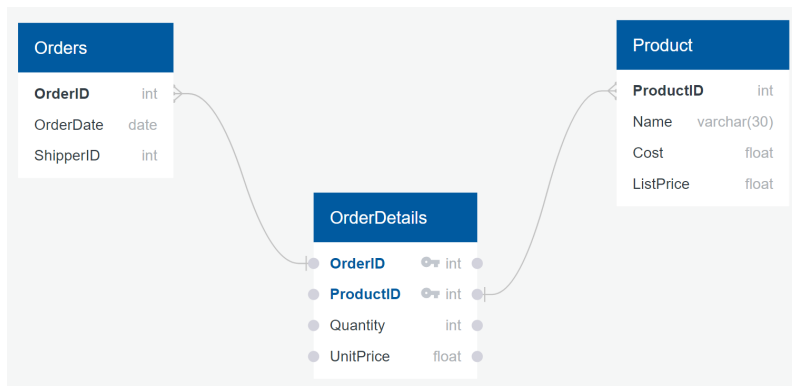 Orders
OrderID int
OrderDate date
ShipperID int
Product
ProductID int
Name varchar(30)
Cost float
ListPrice float
OrderDetails
OrderID int
ProductID int
Quantity int
UnitPrice float